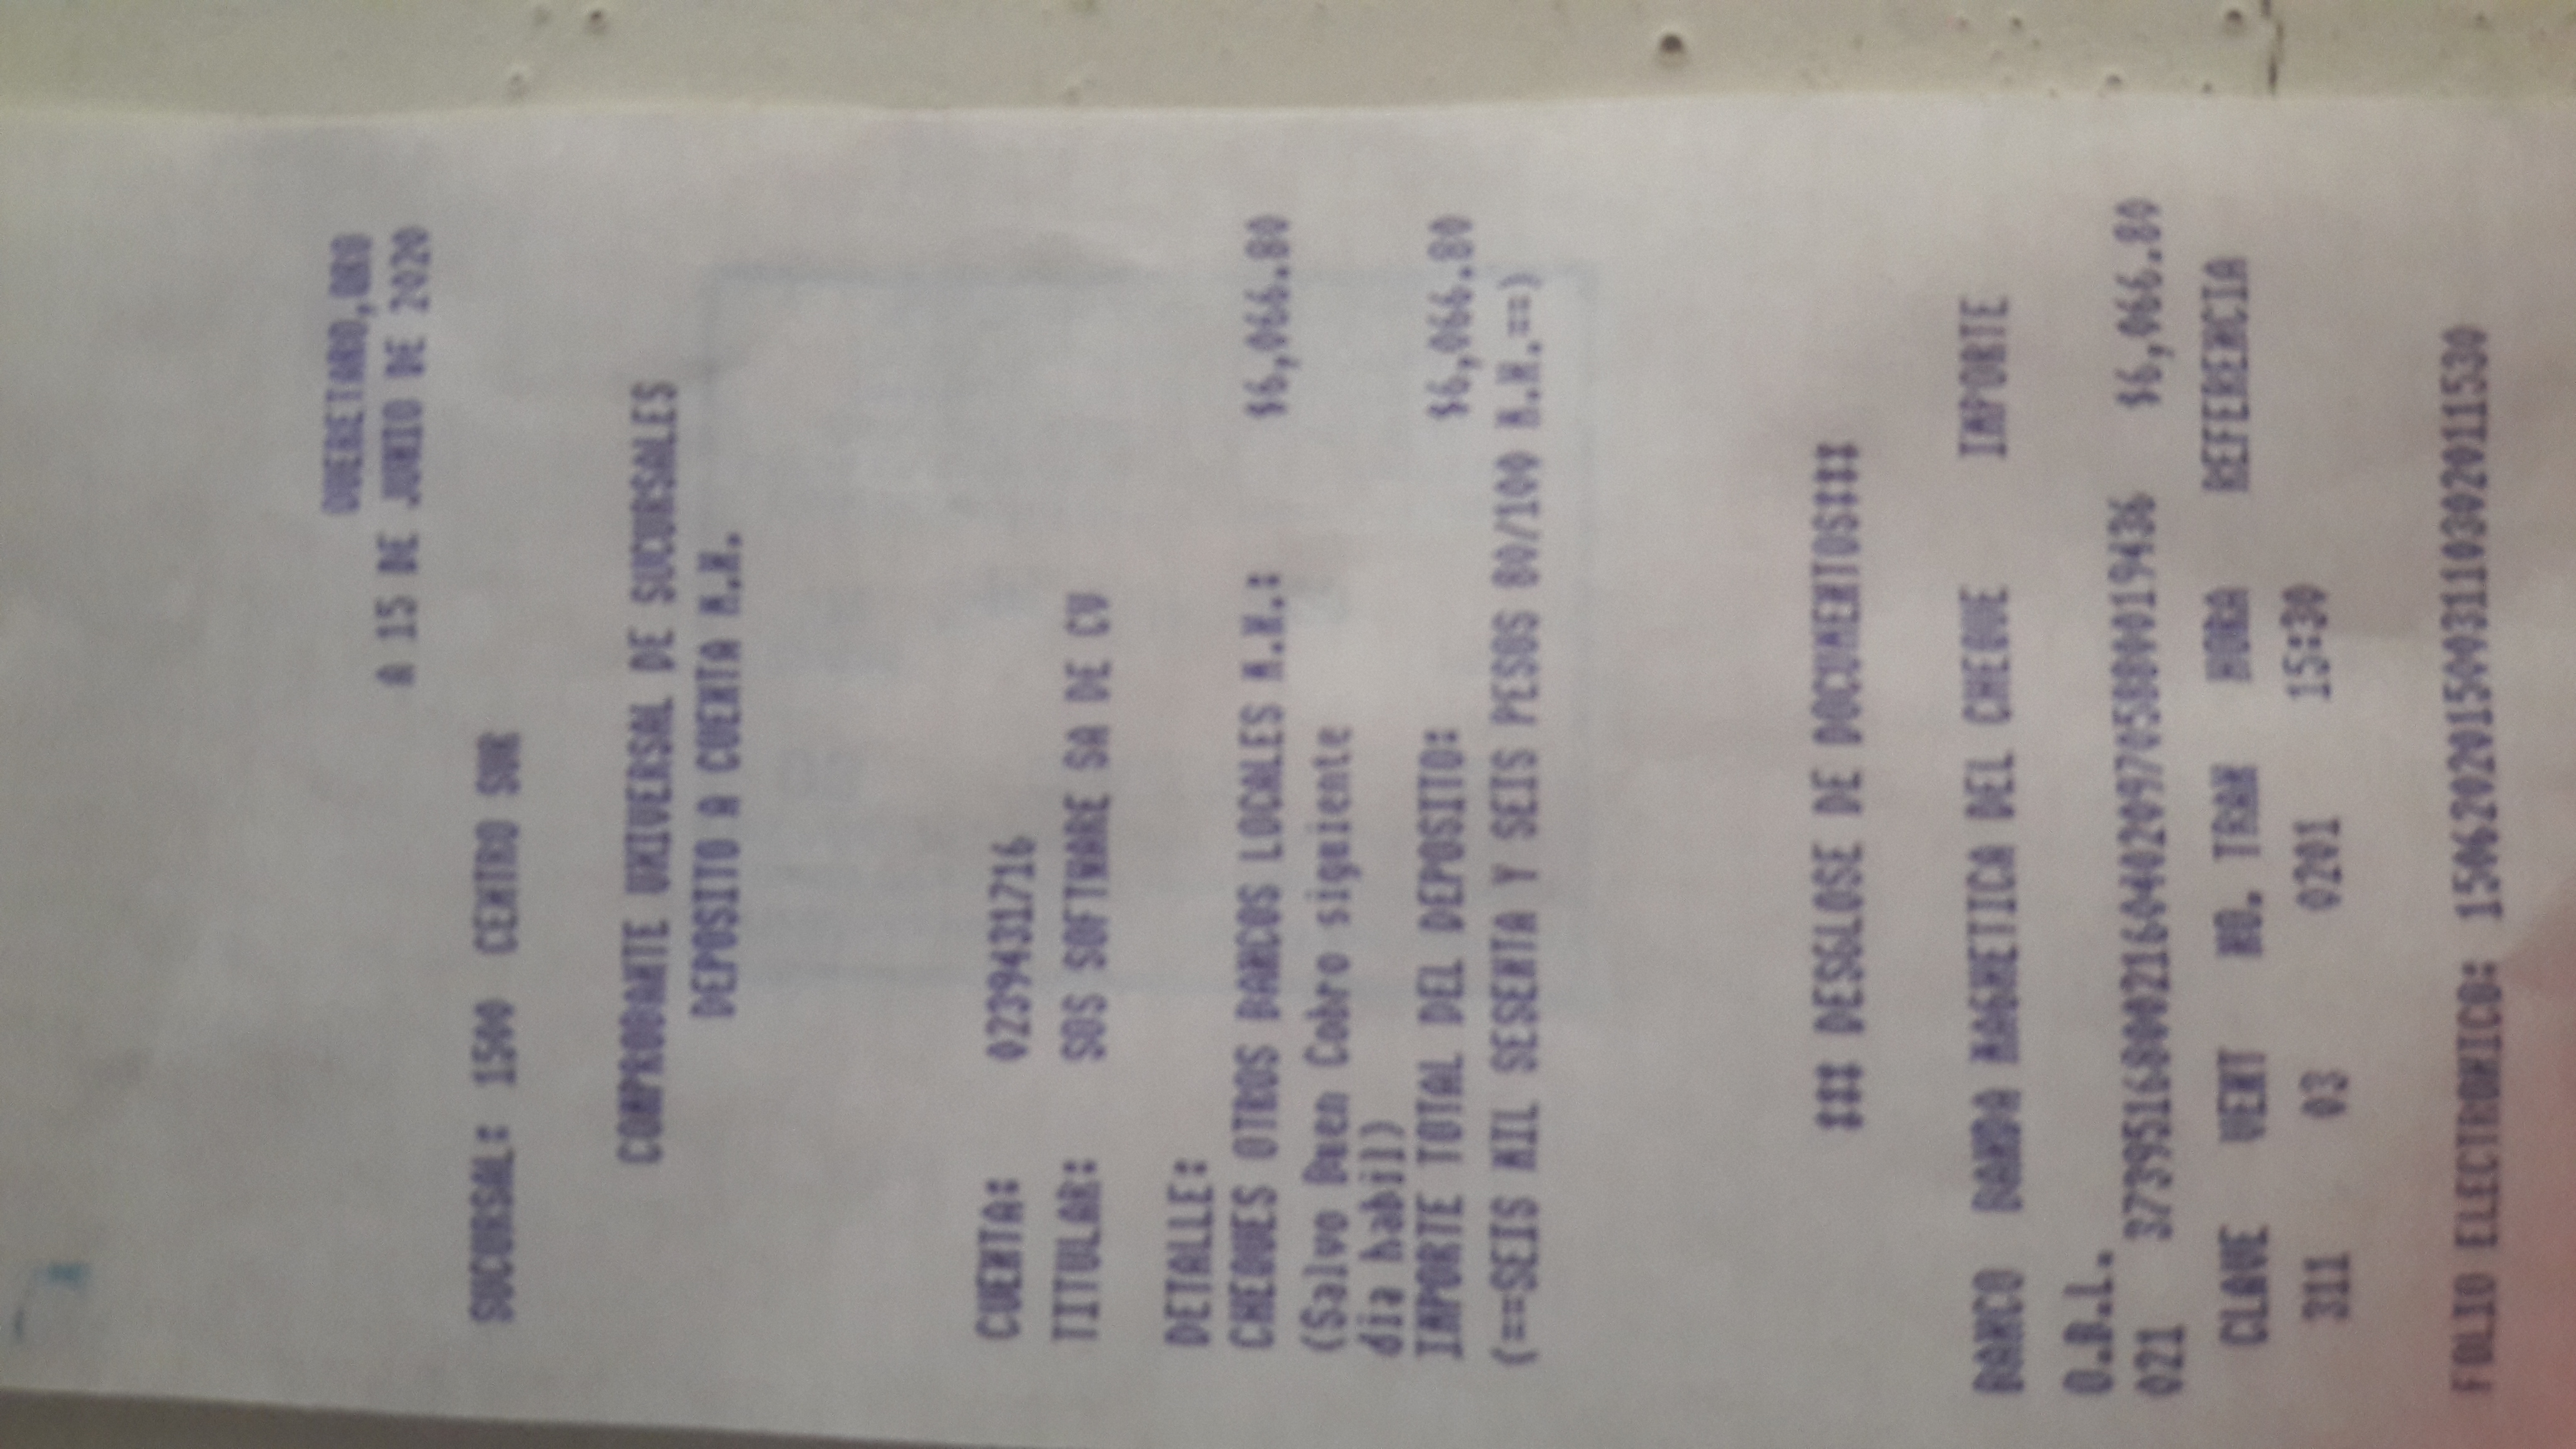 QUERETARO,QRO
A 15 DE JUNIO DE 2020
SUCURSAL: 1500 CENTRO SUR
COMPROBANTE UNIVERSAL DE SUCURSALES
DEPOSITO A CUENTA M.N.
CUENTA: 0239431716
TITULAR: SOS SOFTWARE SA DE CV
DETALLE:
CHEQUES OTROS BANCOS LOCALES M.N.: $6,066.80
(Salvo Buen Cobro siguiente
dia habil)
IMPORTE TOTAL DEL DEPOSITO: $6,066.80
(==SEIS MIL SESENTA Y SEIS PESOS 80/100 M.N.==)
*** DESGLOSE DE DOCUMENTOS***
BANCO BANDA MAGNETICA DEL CHEQUE IMPORTE
O.B.L.
021 3739516800216040209705880019436 $6,066.80
CLAVE VENT NO. TRAN HORA REFERENCIA
311 03 0201 15:30
FOLIO ELECTRONICO: 1506202015003110302011530